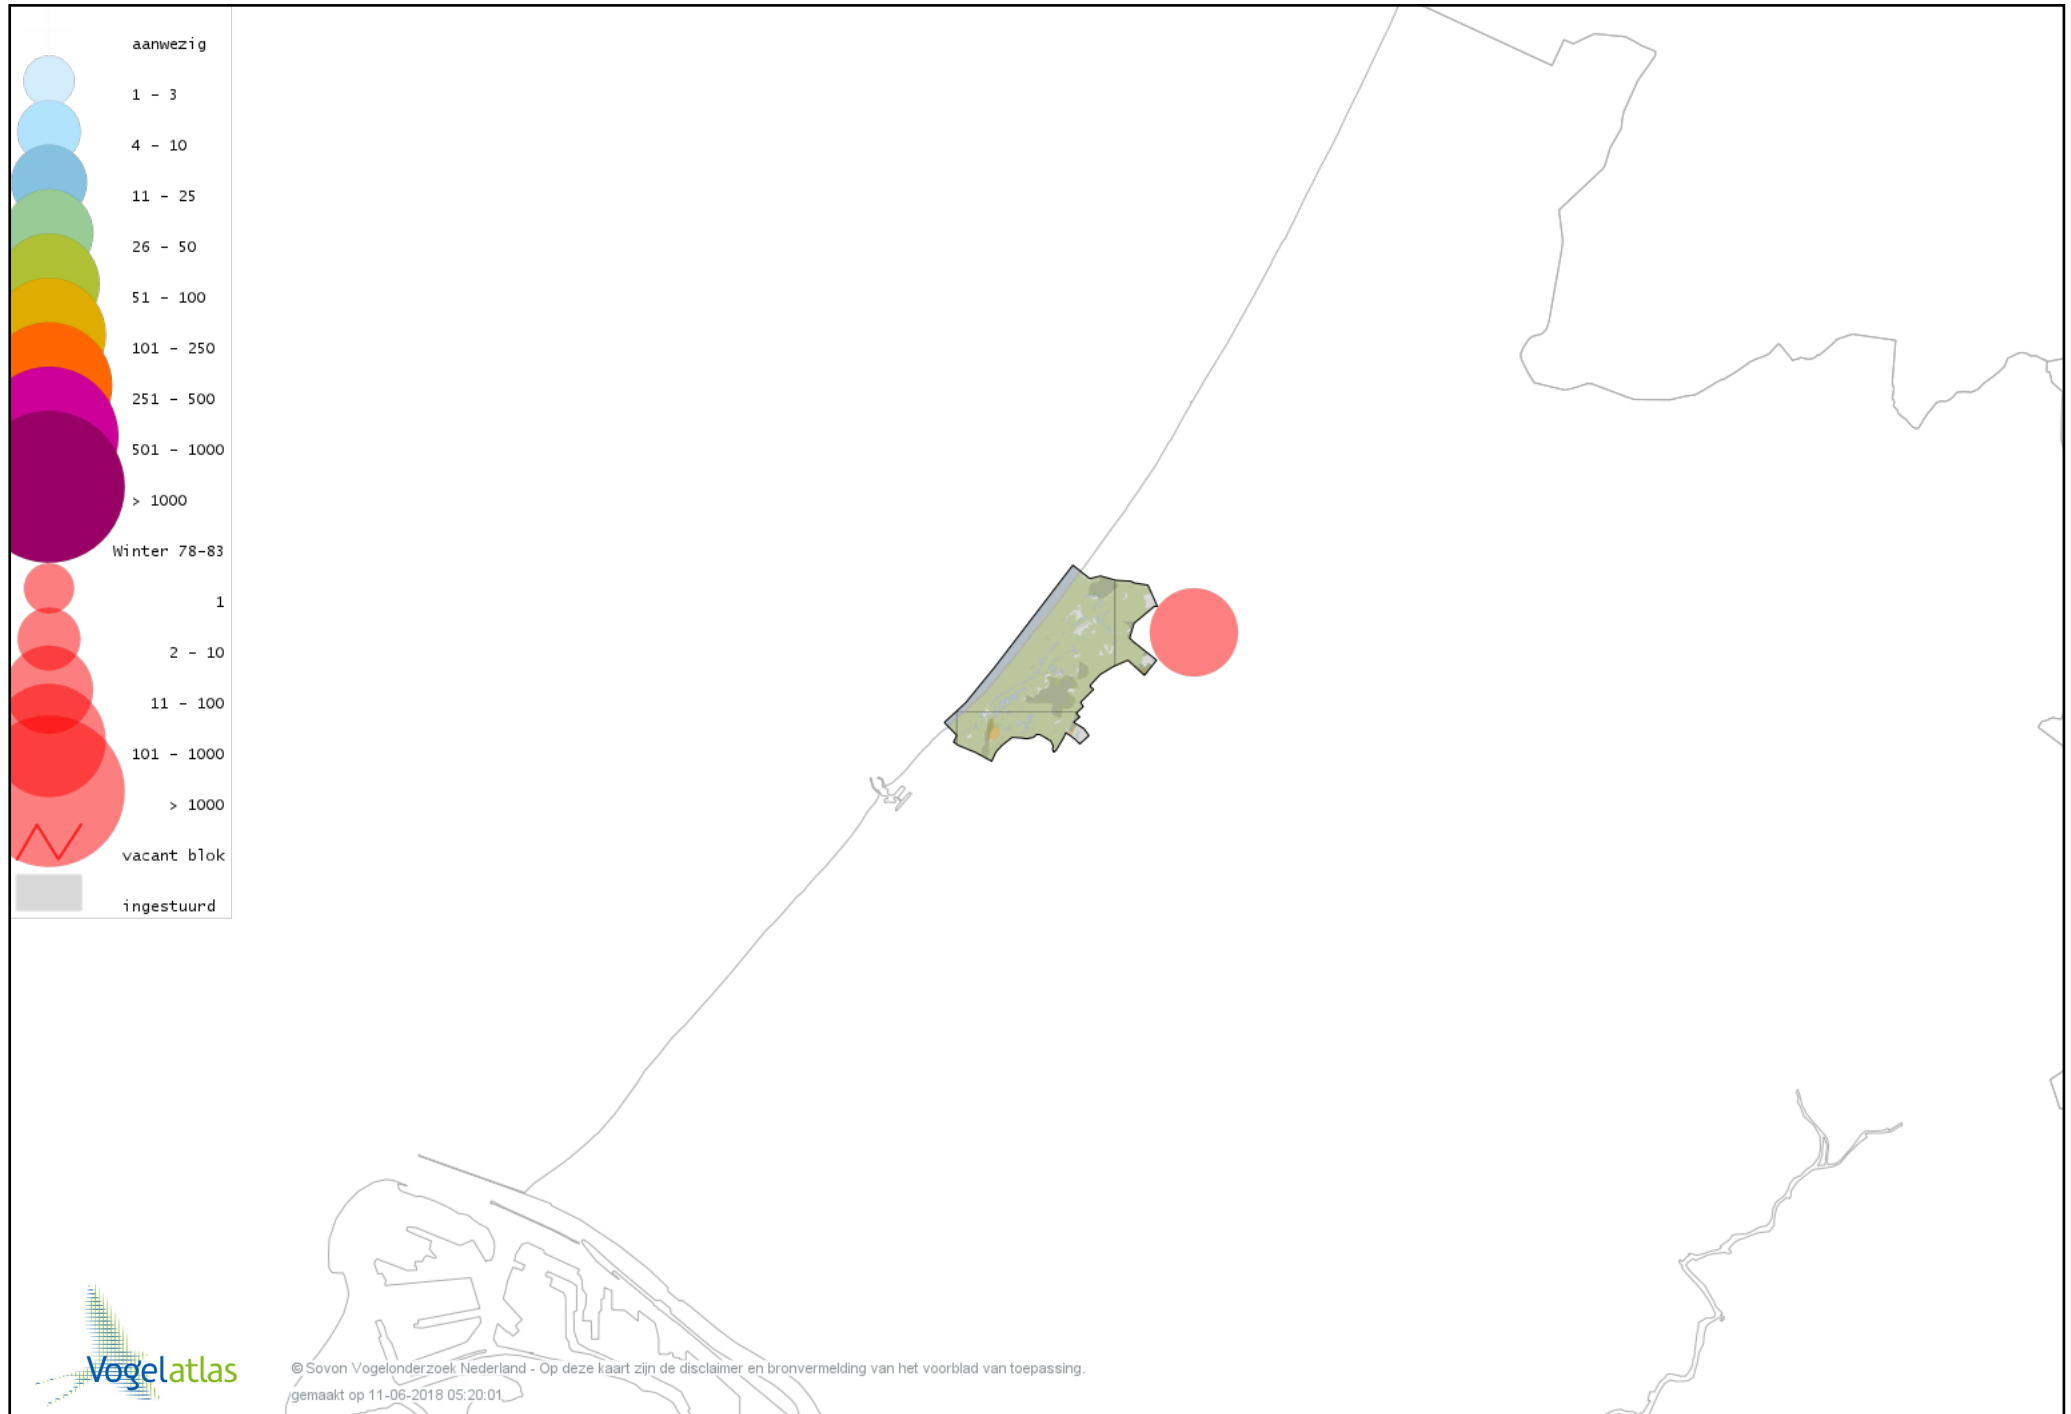 aanwezig
1 - 3
4 - 10
11 - 25
26 - 50
51 - 100
101 - 250
251 - 500
501 - 1000
> 1000
Winter 78-83
1
2 - 10
11 - 100
101 - 1000
> 1000
vacant blok
ingestuurd
Vogelatlas
© Sovon Vogelonderzoek Nederland - Op deze kaart zijn de disclaimer en bronvermelding van het voorblad van toepassing.
gemaakt op 11-06-2018 05:20:01